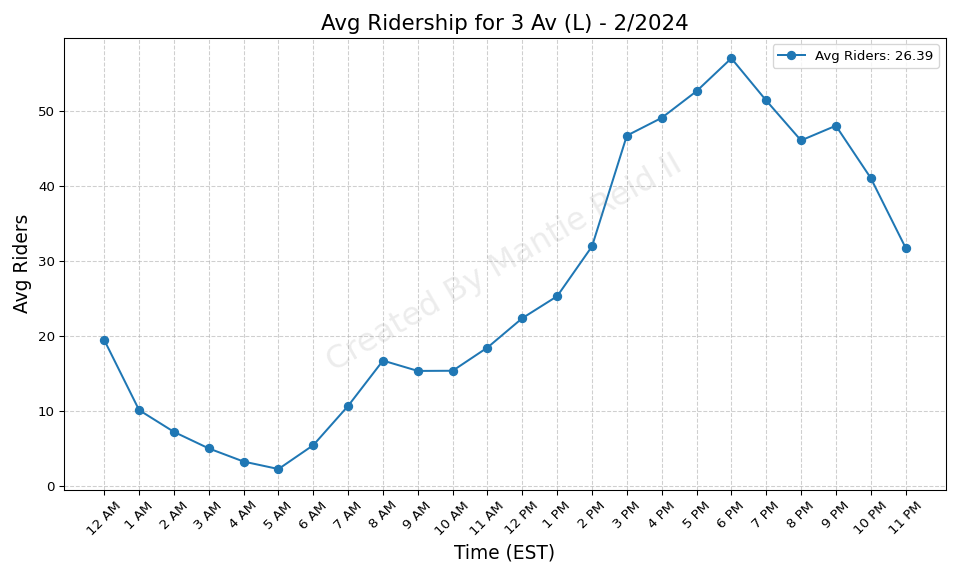 Avg Ridership for 3 Av (L) - 2/2024
Avg Riders: 26.39
Avg Riders
50
40
30
20
10
0
Created By Mantle Reid II
12 AM
1 AM
2 AM
3 AM
4 AM
5 AM
6 AM
7 AM
8 AM
9 AM
10 AM
11 AM
12 PM
1 PM
2 PM
3 PM
4 PM
5 PM
6 PM
7 PM
8 PM
9 PM
10 PM
11 PM
Time (EST)